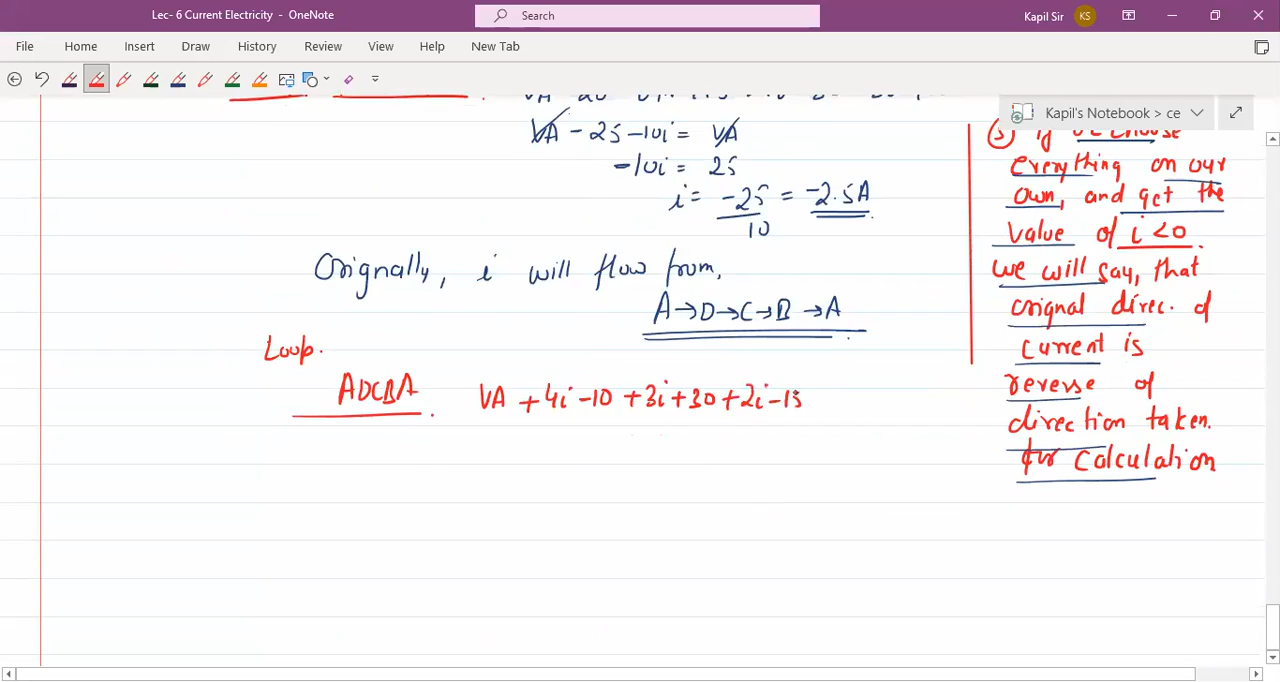 Lec- 6 Current Electricity - OneNote
Search
Kapil Sir KS
File Home Insert Draw History Review View Help New Tab
Kapil's Notebook > ce
VA - 25 - 10i = VA
-10i = 25
i = -25/10 = -2.5A
Orignally, i will flow from,
A→D→C→B→A
Loop.
ADCBA VA + 4i - 10 + 3i + 30 + 2i - 15
everything on our
own, and get the
value of i<0.
we will say, that
orignal direc. of
current is
reverse of
direction taken.
for calculation